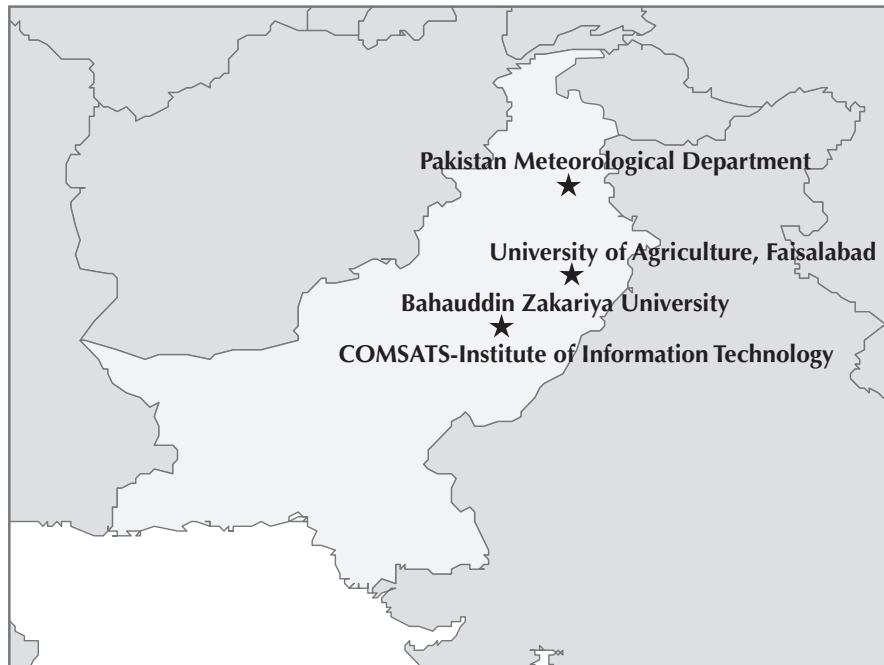 Pakistan Meteorological Department
University of Agriculture, Faisalabad
Bahauddin Zakariya University
COMSATS-Institute of Information Technology